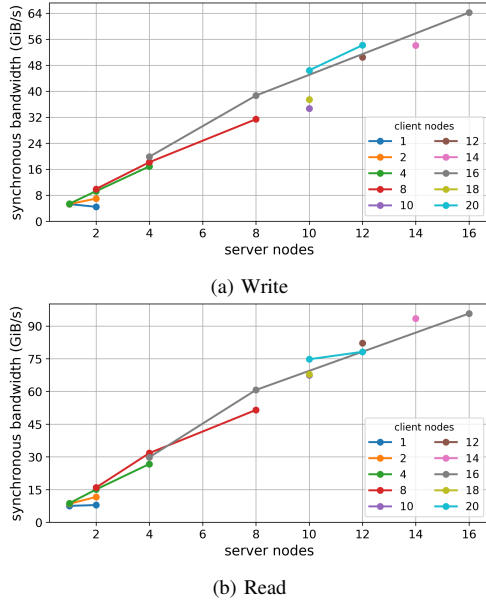 64
56
48
40
32
24
16
8
0
synchronous bandwidth (GiB/s)
client nodes
1 12
2 14
4 16
8 18
10 20
0 2 4 6 8 10 12 14 16
server nodes
(a) Write
90
75
60
45
30
15
0
synchronous bandwidth (GiB/s)
client nodes
1 12
2 14
4 16
8 18
10 20
0 2 4 6 8 10 12 14 16
server nodes
(b) Read